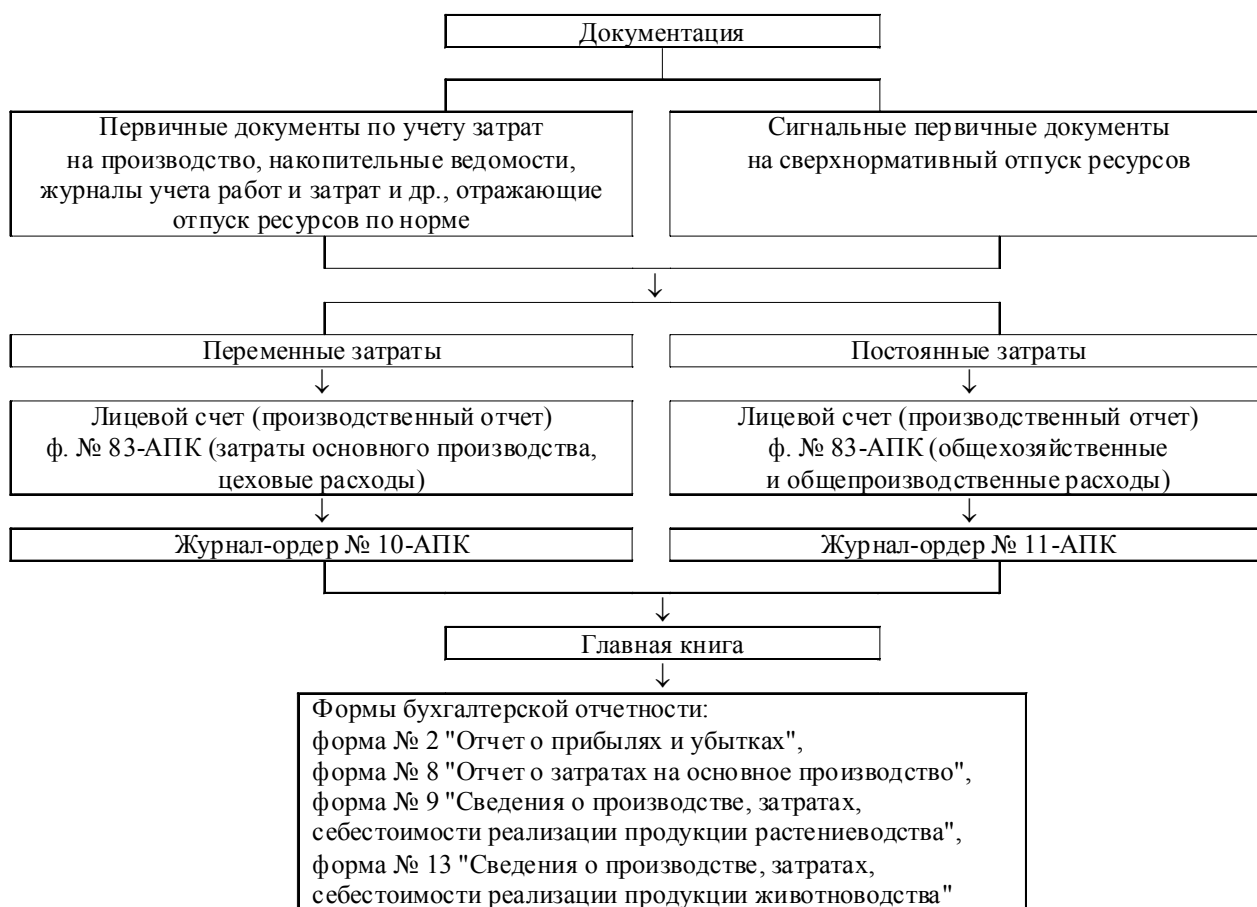 Документация
Первичные документы по учету затрат
на производство, накопительные ведомости,
журналы учета работ и затрат и др., отражающие
отпуск ресурсов по норме
Сигнальные первичные документы
на сверхнормативный отпуск ресурсов
Переменные затраты
Постоянные затраты
Лицевой счет (производственный отчет)
ф. № 83-АПК (затраты основного производства,
цеховые расходы)
Лицевой счет (производственный отчет)
ф. № 83-АПК (общехозяйственные
и общепроизводственные расходы)
Журнал-ордер № 10-АПК
Журнал-ордер № 11-АПК
Главная книга
Формы бухгалтерской отчетности:
форма № 2 "Отчет о прибылях и убытках",
форма № 8 "Отчет о затратах на основное производство",
форма № 9 "Сведения о производстве, затратах,
себестоимости реализации продукции растениеводства",
форма № 13 "Сведения о производстве, затратах,
себестоимости реализации продукции животноводства"